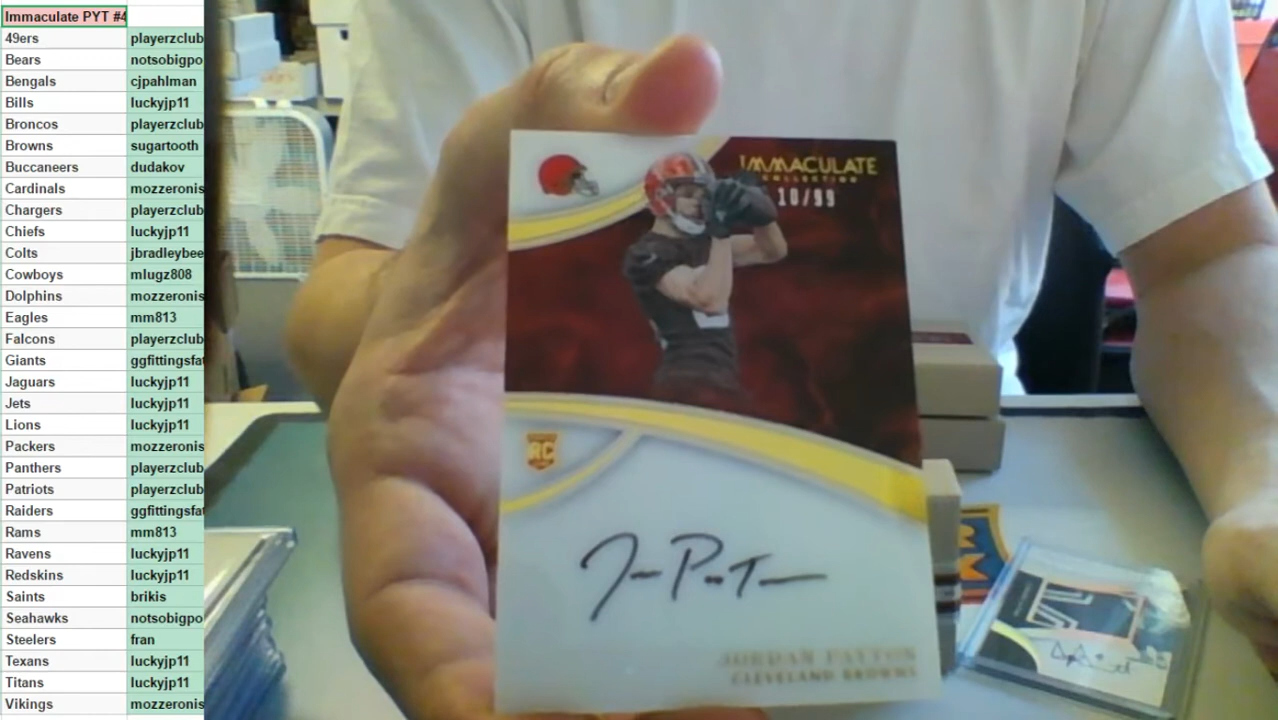 Immaculate PYT #4
49ers playerzclub
Bears notsobigpo
Bengals cjpahlman
Bills luckyjp11
Broncos playerzclub
Browns sugartooth
Buccaneers dudakov
Cardinals mozzeronis
Chargers playerzclub
Chiefs luckyjp11
Colts jbradleybee
Cowboys mlugz808
Dolphins mozzeronis
Eagles mm813
Falcons playerzclub
Giants ggfittingsfat
Jaguars luckyjp11
Jets luckyjp11
Lions luckyjp11
Packers mozzeronis
Panthers playerzclub
Patriots playerzclub
Raiders ggfittingsfat
Rams mm813
Ravens luckyjp11
Redskins luckyjp11
Saints brikis
Seahawks notsobigpo
Steelers fran
Texans luckyjp11
Titans luckyjp11
Vikings mozzeronis
IMMACULATE
COLLECTION
10/99
RC
JORDAN PAYTON
CLEVELAND BROWNS